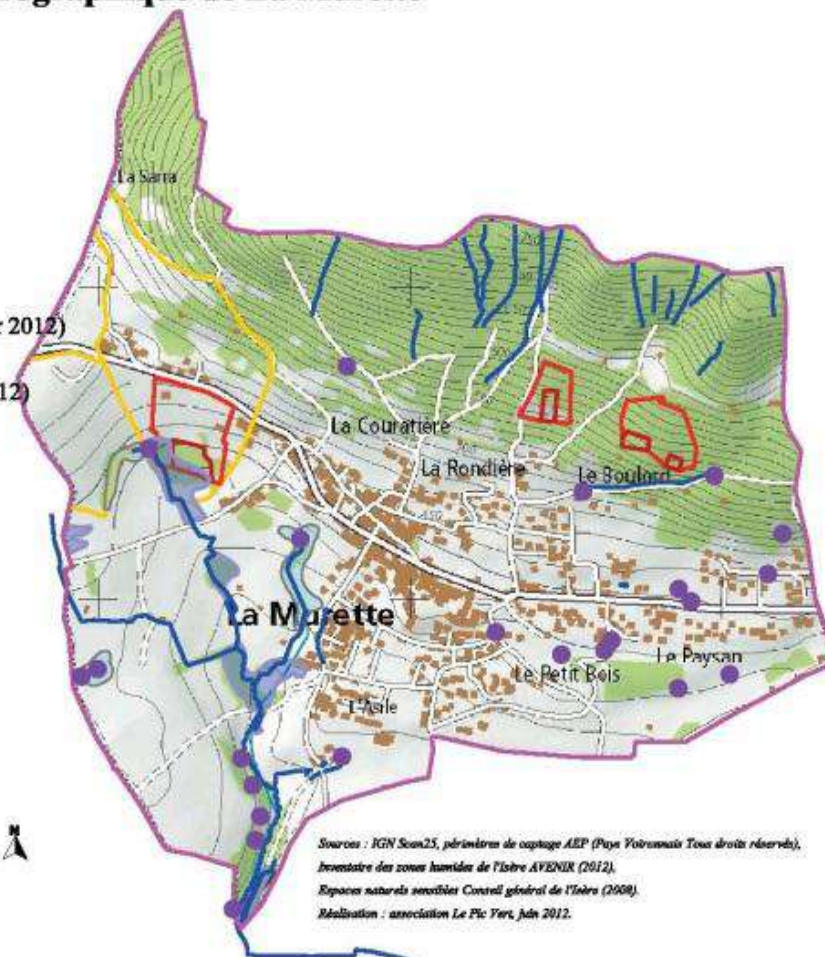 La Sarra
2012)
12)
La Couratière
La Rondière
Le Boulard
La Murette
Le Paysan
Le Petit Bois
L'Asile
N
Sources : IGN Scan25, périmètres de captage AEP (Pays Voironnais Tous droits réservés),
Inventaire des zones humides de l'Isère AVENIR (2012),
Espaces naturels sensibles Conseil général de l'Isère (2008).
Réalisation : association Le Pic Vert, juin 2012.